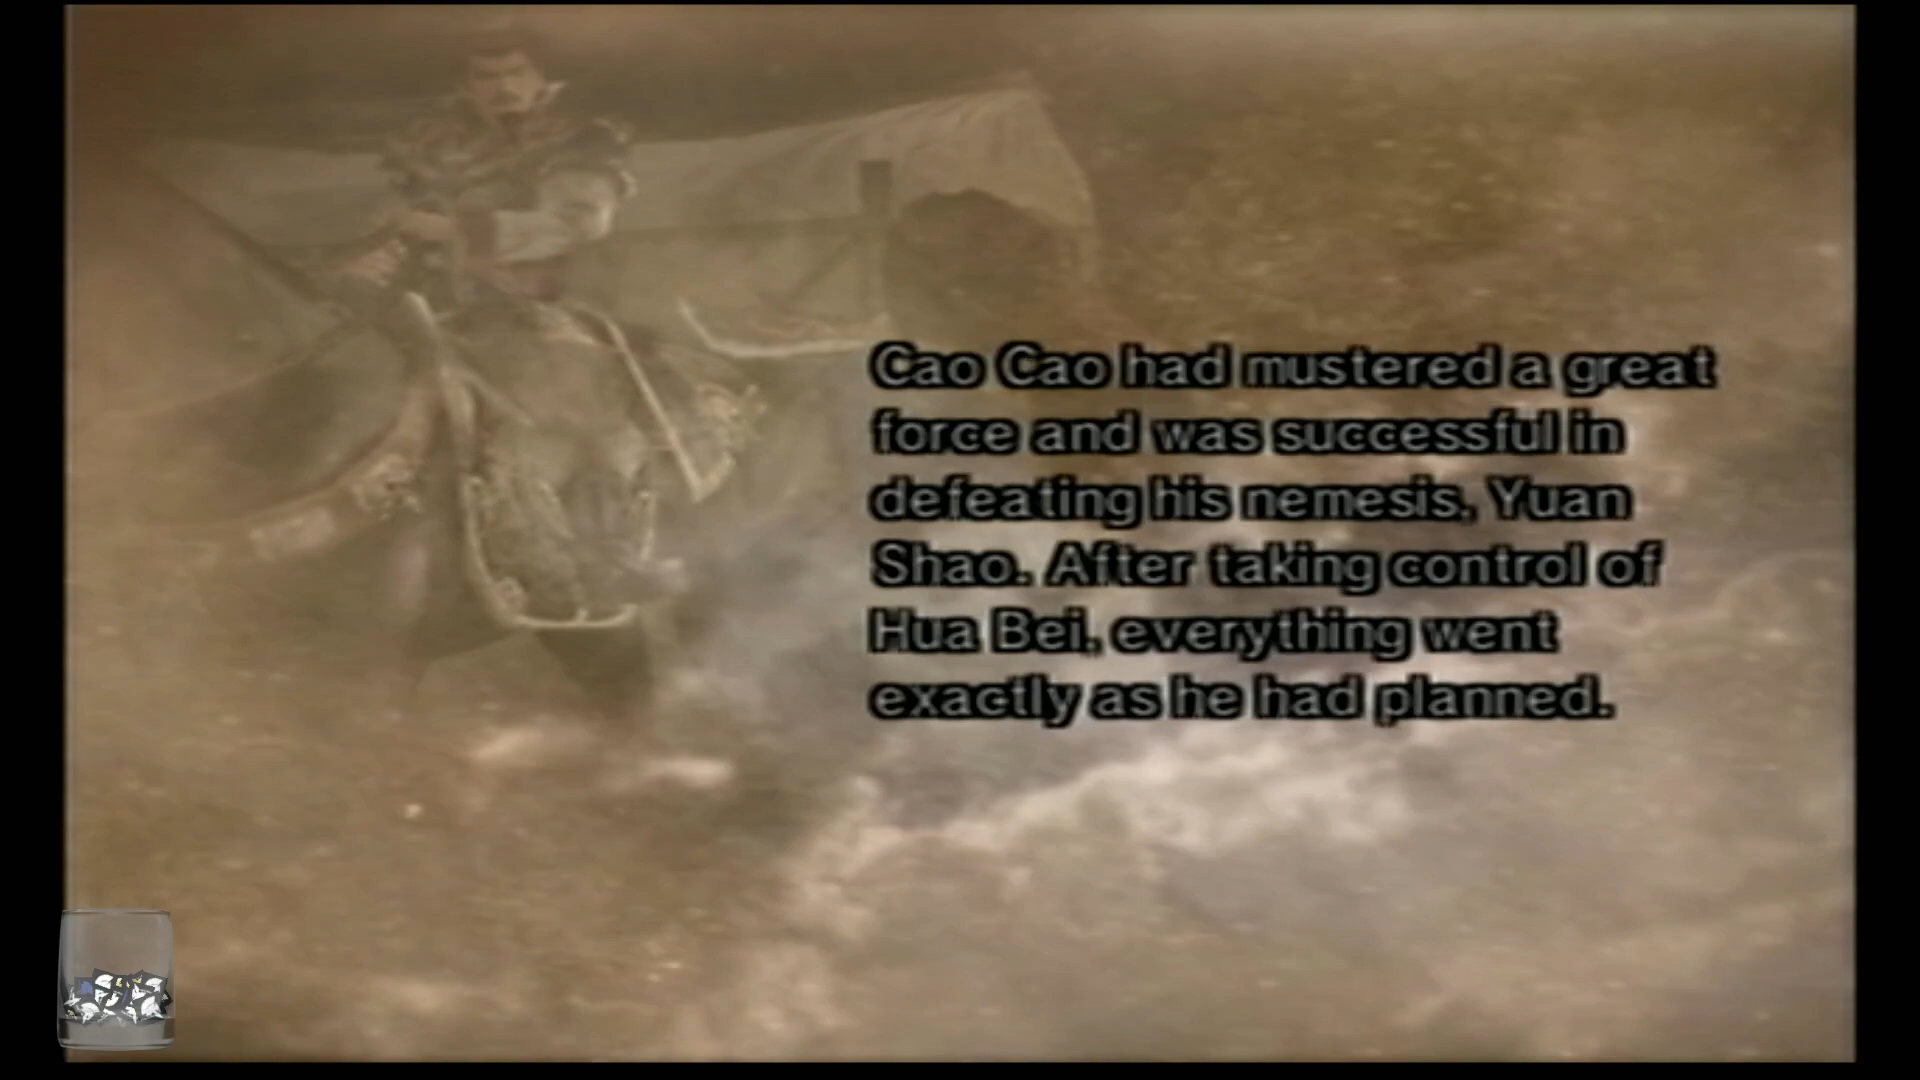 Cao Cao had mustered a great
force and was successful in
defeating his nemesis, Yuan
Shao. After taking control of
Hua Bei, everything went
exactly as he had planned.